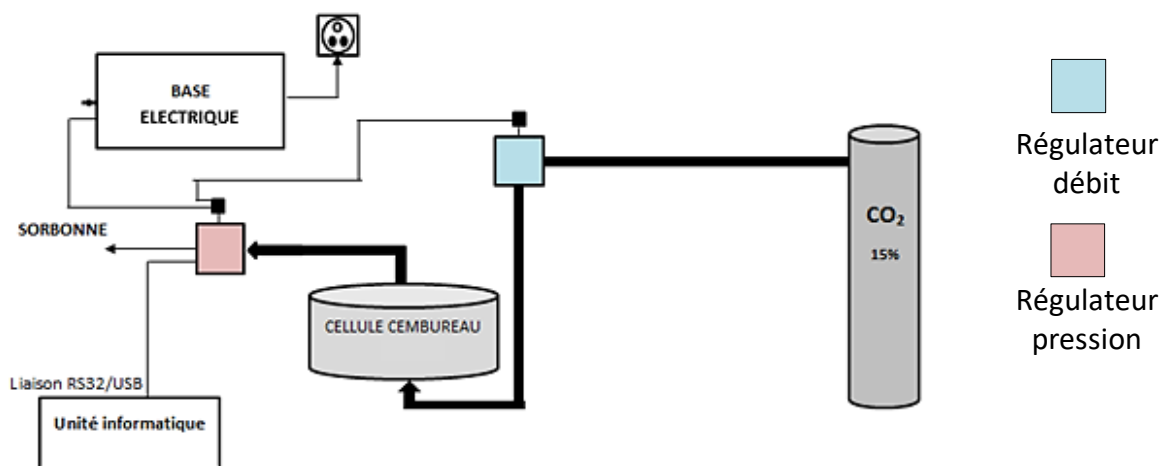 BASE
ELECTRIQUE
SORBONNE
CELLULE CEMBUREAU
Liaison RS32/USB
Unité informatique
CO₂
15%
Régulateur
débit
Régulateur
pression